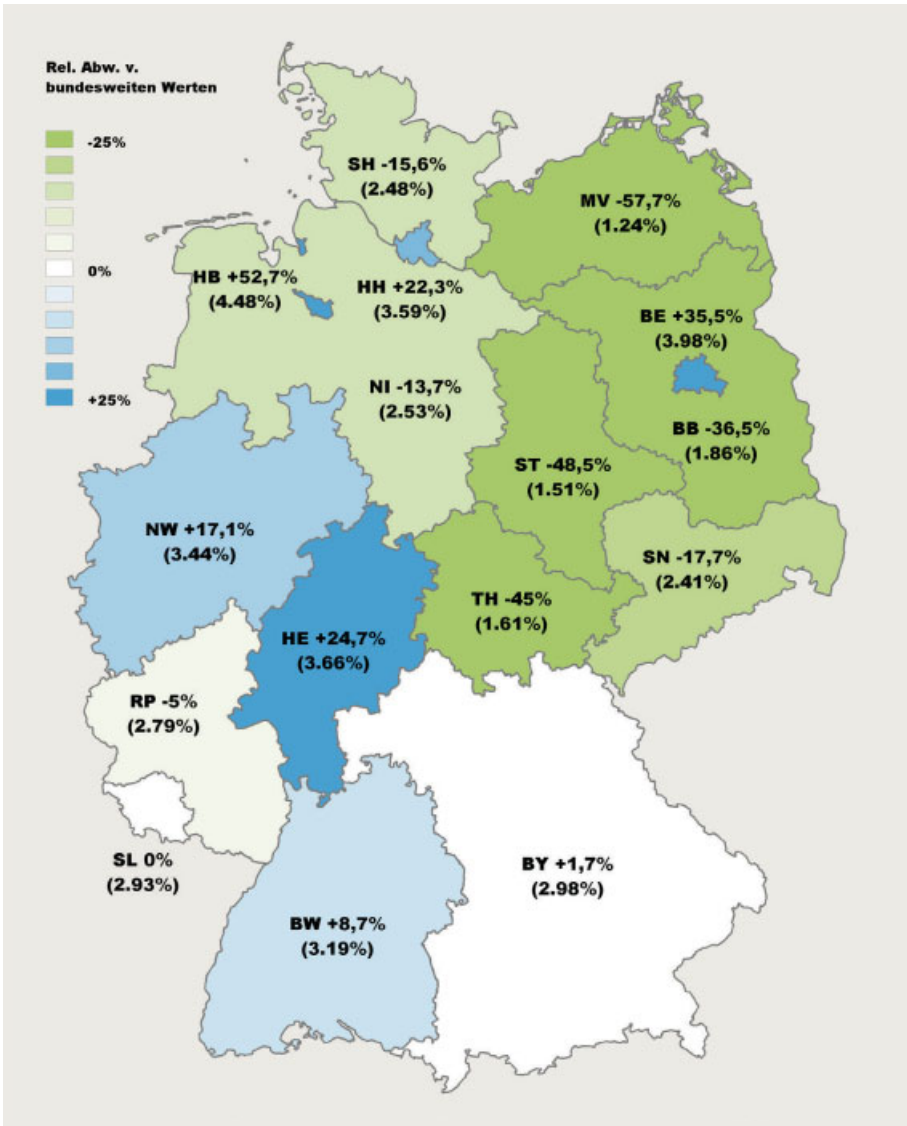 Rel. Abw. v.
bundesweiten Werten
-25%
0%
+25%
SH -15,6%
(2.48%)
MV -57,7%
(1.24%)
HB +52,7%
(4.48%)
HH +22,3%
(3.59%)
BE +35,5%
(3.98%)
NI -13,7%
(2.53%)
BB -36,5%
(1.86%)
ST -48,5%
(1.51%)
NW +17,1%
(3.44%)
SN -17,7%
(2.41%)
TH -45%
(1.61%)
HE +24,7%
(3.66%)
RP -5%
(2.79%)
SL 0%
(2.93%)
BY +1,7%
(2.98%)
BW +8,7%
(3.19%)